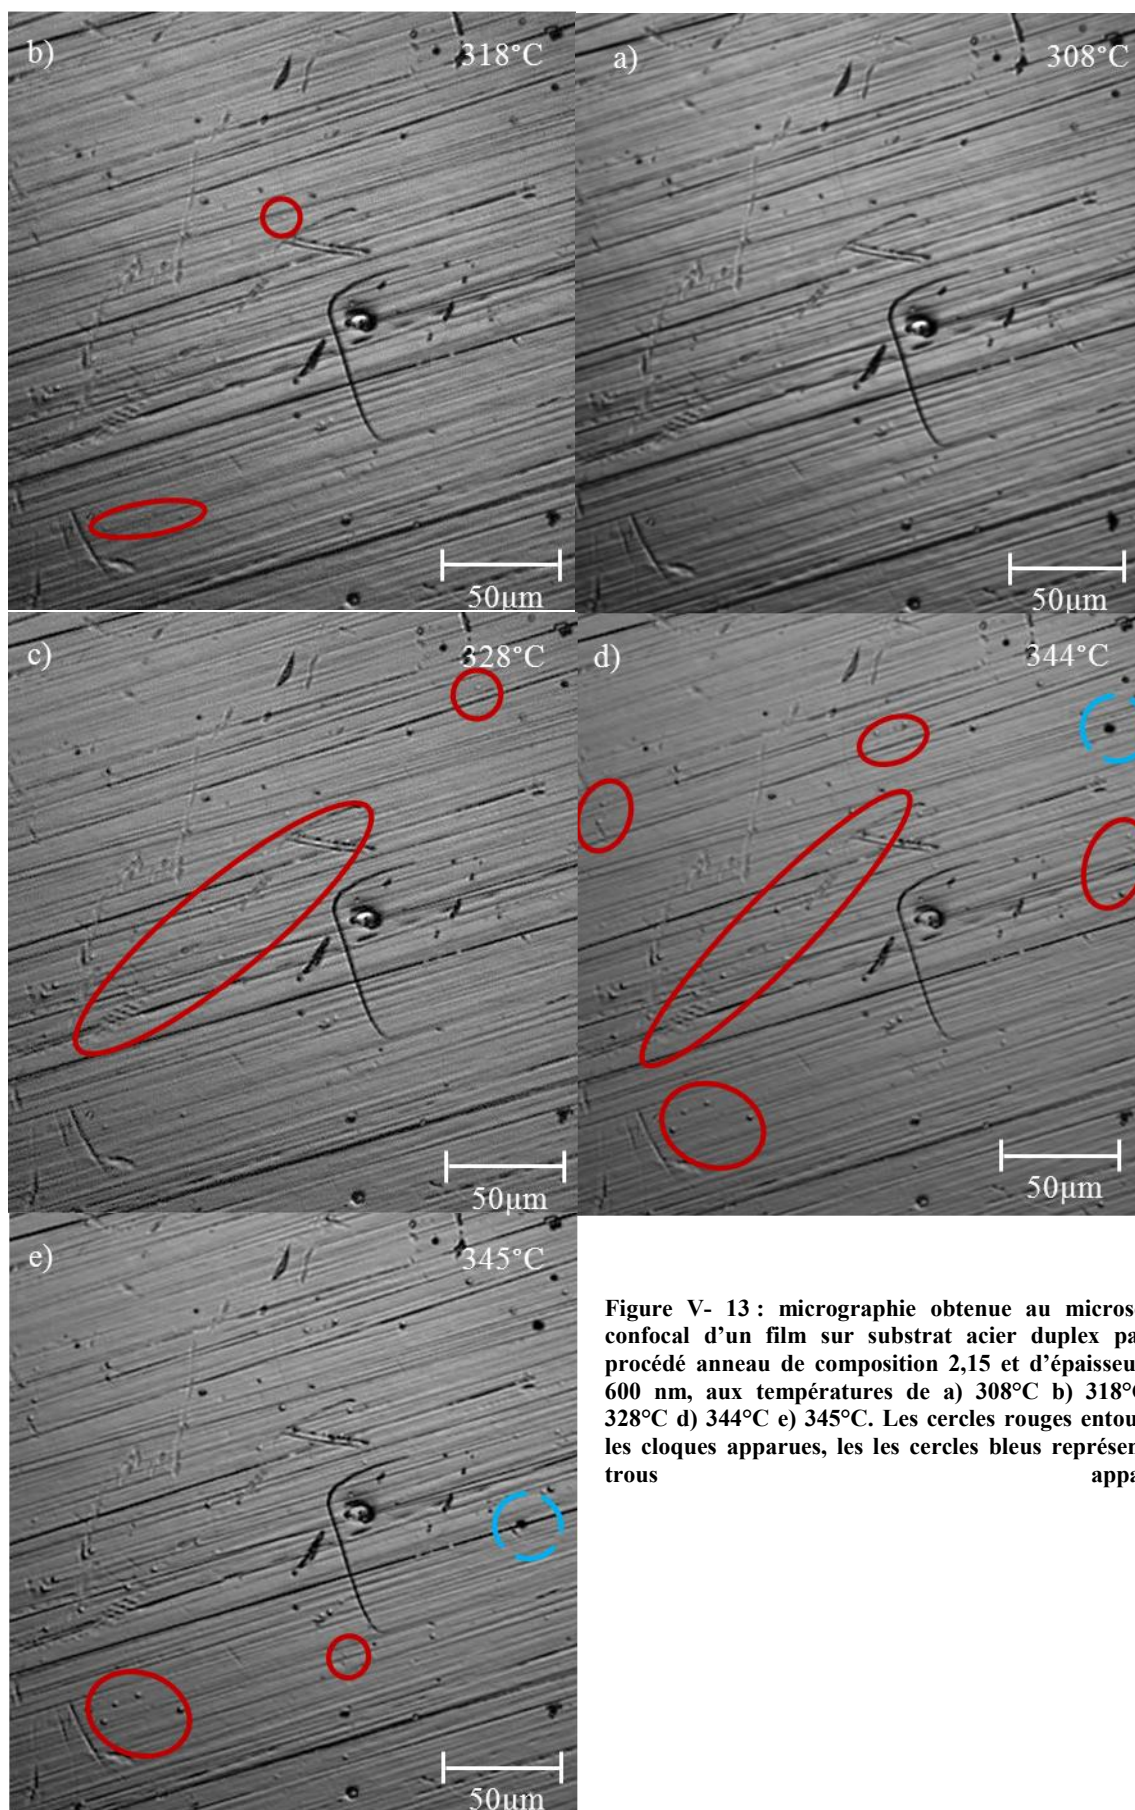 b)
318°C
50µm
a)
308°C
50µm
c)
328°C
50µm
d)
344°C
50µm
e)
345°C
50µm
Figure V- 13 : micrographie obtenue au micros
confocal d’un film sur substrat acier duplex pa
procédé anneau de composition 2,15 et d’épaisseu
600 nm, aux températures de a) 308°C b) 318°
328°C d) 344°C e) 345°C. Les cercles rouges entou
les cloques apparues, les les cercles bleus représen
trous appa